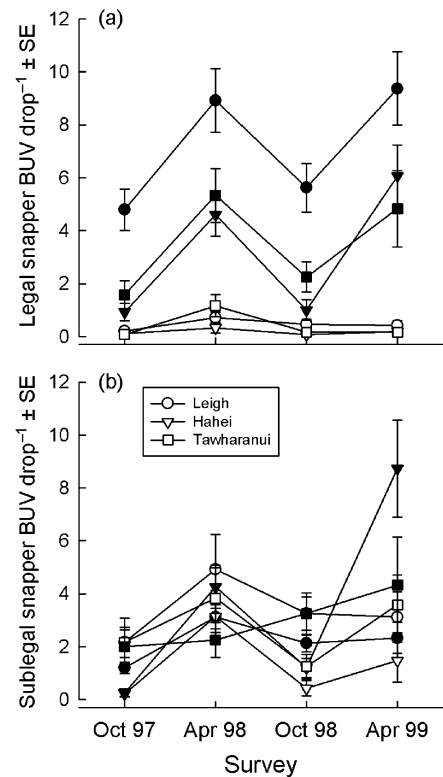 (a)
Legal snapper BUV drop⁻¹ ± SE
12
10
8
6
4
2
0
(b)
Sublegal snapper BUV drop⁻¹ ± SE
12
10
8
6
4
2
0
Leigh
Hahei
Tawharanui
Oct 97 Apr 98 Oct 98 Apr 99
Survey